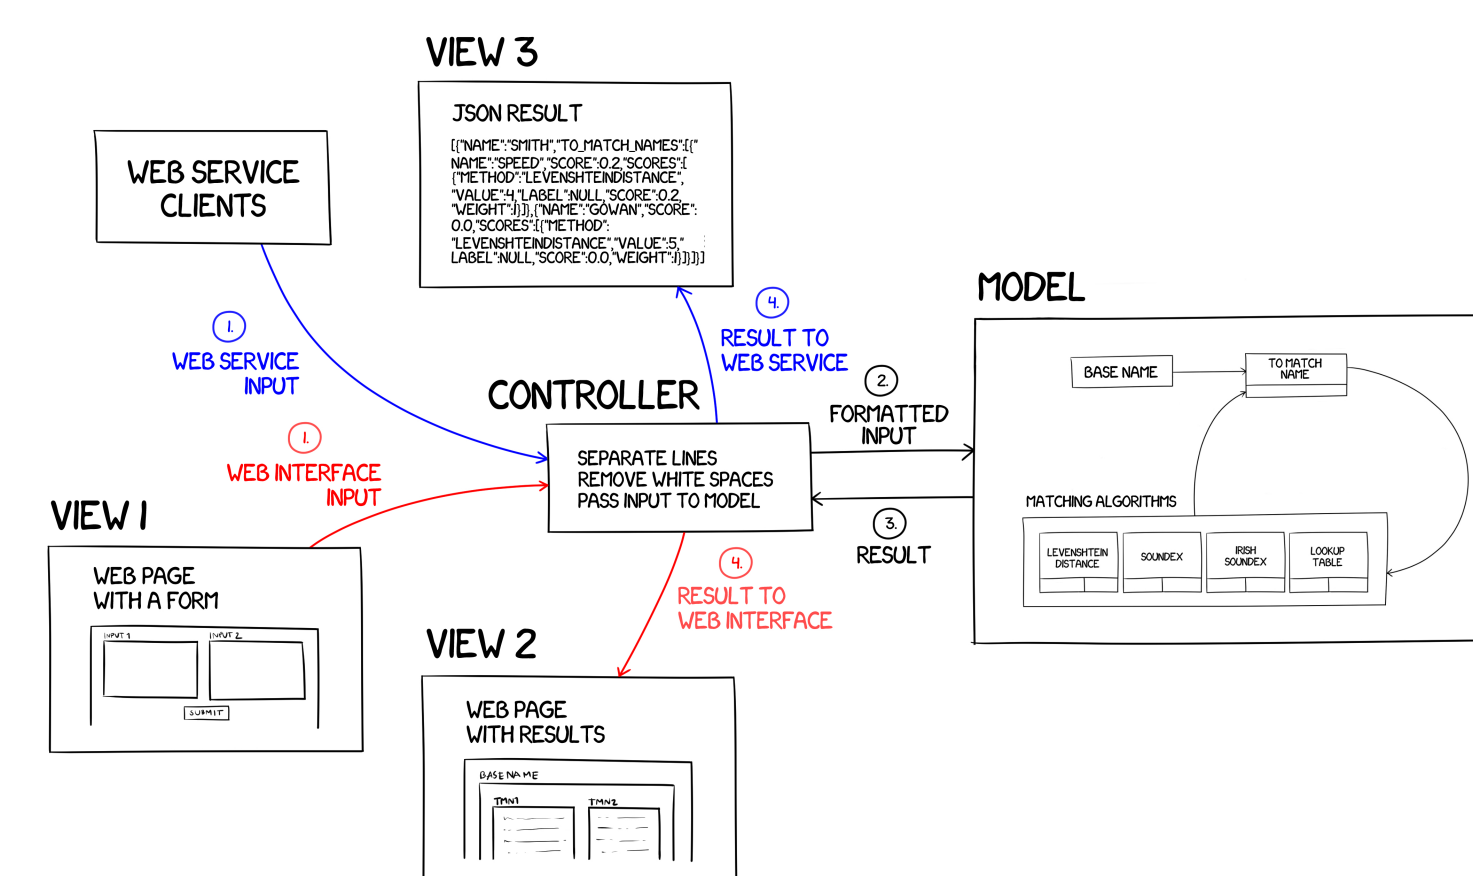 VIEW 3
JSON RESULT
[{"NAME":"SMITH","TO_MATCH_NAMES":[{"
NAME":"SPEED","SCORE":0.2,"SCORES":[
{"METHOD":"LEVENSHTEINDISTANCE",
"VALUE":4,"LABEL":NULL,"SCORE":0.2,
"WEIGHT":1}]},{"NAME":"GOWAN","SCORE":
0.0,"SCORES":[{"METHOD":
"LEVENSHTEINDISTANCE","VALUE":5,"
LABEL":NULL,"SCORE":0.0,"WEIGHT":1}]}]}]
WEB SERVICE
CLIENTS
1.
WEB SERVICE
INPUT
4.
RESULT TO
WEB SERVICE
1.
WEB INTERFACE
INPUT
CONTROLLER
SEPARATE LINES
REMOVE WHITE SPACES
PASS INPUT TO MODEL
2.
FORMATTED
INPUT
3.
RESULT
MODEL
BASE NAME
TO MATCH
NAME
MATCHING ALGORITHMS
LEVENSHTEIN
DISTANCE
SOUNDEX
IRISH
SOUNDEX
LOOKUP
TABLE
VIEW 1
WEB PAGE
WITH A FORM
INPUT 1
INPUT 2
SUBMIT
4.
RESULT TO
WEB INTERFACE
VIEW 2
WEB PAGE
WITH RESULTS
BASE NAME
TMN1
TMN2